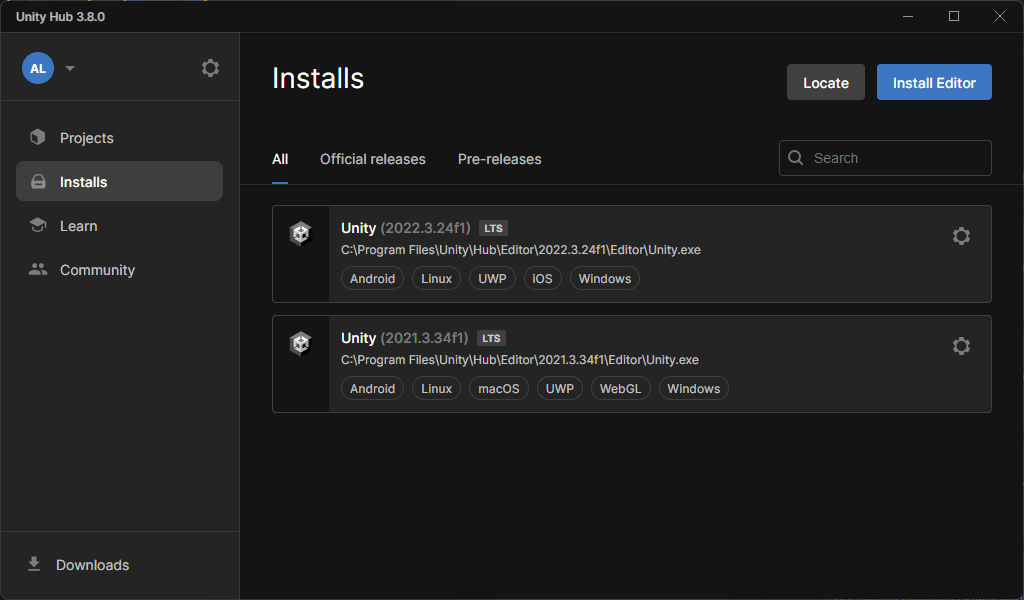 Unity Hub 3.8.0
AL
Projects
Installs
Learn
Community
Downloads
Installs
Locate
Install Editor
All
Official releases
Pre-releases
Search
Unity (2022.3.24f1) LTS
C:\Program Files\Unity\Hub\Editor\2022.3.24f1\Editor\Unity.exe
Android Linux UWP iOS Windows
Unity (2021.3.34f1) LTS
C:\Program Files\Unity\Hub\Editor\2021.3.34f1\Editor\Unity.exe
Android Linux macOS UWP WebGL Windows